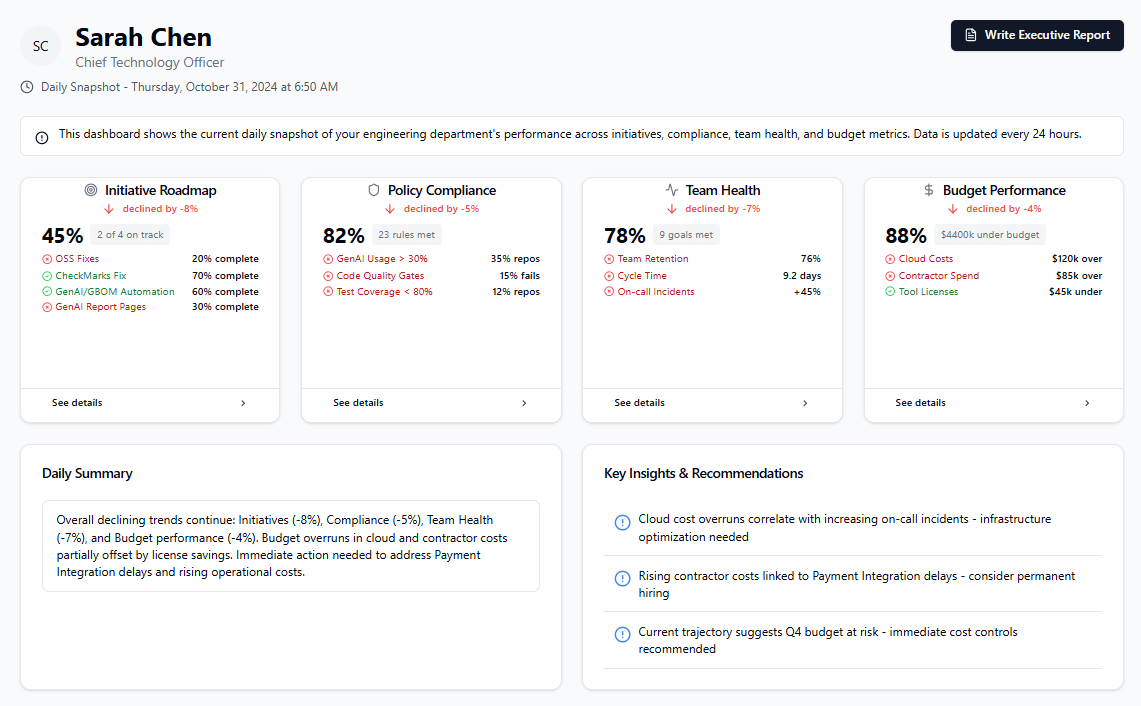 SC
Sarah Chen
Chief Technology Officer
Write Executive Report
Daily Snapshot - Thursday, October 31, 2024 at 6:50 AM
This dashboard shows the current daily snapshot of your engineering department's performance across initiatives, compliance, team health, and budget metrics. Data is updated every 24 hours.
Initiative Roadmap
declined by -8%
45% 2 of 4 on track
OSS Fixes 20% complete
CheckMarks Fix 70% complete
GenAI/GBOM Automation 60% complete
GenAI Report Pages 30% complete
See details
Policy Compliance
declined by -5%
82% 23 rules met
GenAI Usage > 30% 35% repos
Code Quality Gates 15% fails
Test Coverage < 80% 12% repos
See details
Team Health
declined by -7%
78% 9 goals met
Team Retention 76%
Cycle Time 9.2 days
On-call Incidents +45%
See details
Budget Performance
declined by -4%
88% $4400k under budget
Cloud Costs $120k over
Contractor Spend $85k over
Tool Licenses $45k under
See details
Daily Summary
Overall declining trends continue: Initiatives (-8%), Compliance (-5%), Team Health
(-7%), and Budget performance (-4%). Budget overruns in cloud and contractor costs
partially offset by license savings. Immediate action needed to address Payment
Integration delays and rising operational costs.
Key Insights & Recommendations
Cloud cost overruns correlate with increasing on-call incidents - infrastructure
optimization needed
Rising contractor costs linked to Payment Integration delays - consider permanent
hiring
Current trajectory suggests Q4 budget at risk - immediate cost controls
recommended